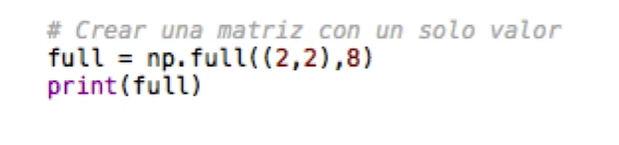 # Crear una matriz con un solo valor
full = np.full((2,2),8)
print(full)